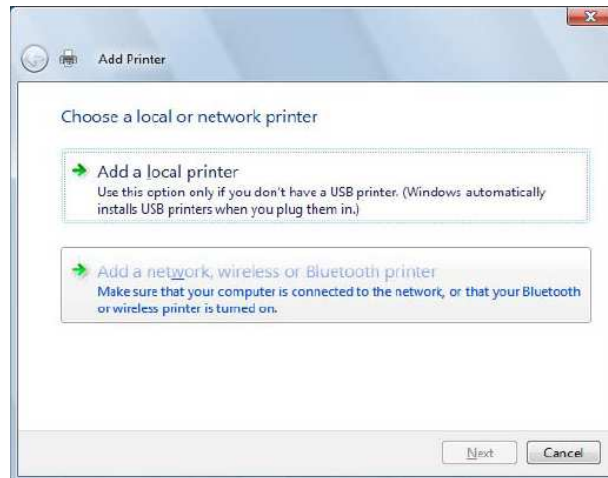 Add Printer
Choose a local or network printer
Add a local printer
Use this option only if you don't have a USB printer. (Windows automatically
installs USB printers when you plug them in.)
Add a network, wireless or Bluetooth printer
Make sure that your computer is connected to the network, or that your Bluetooth
or wireless printer is turned on.
Next Cancel